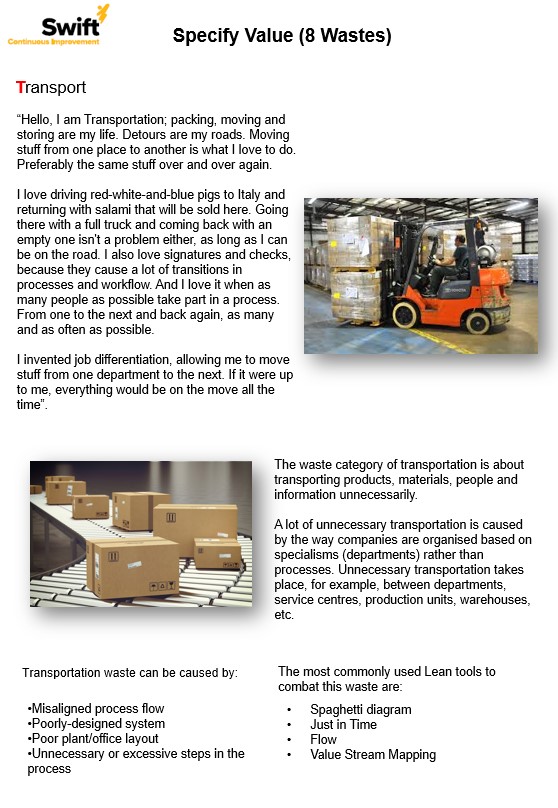 Swift
Continuous Improvement
Specify Value (8 Wastes)
Transport
“Hello, I am Transportation; packing, moving and
storing are my life. Detours are my roads. Moving
stuff from one place to another is what I love to do.
Preferably the same stuff over and over again.
I love driving red-white-and-blue pigs to Italy and
returning with salami that will be sold here. Going
there with a full truck and coming back with an
empty one isn’t a problem either, as long as I can
be on the road. I also love signatures and checks,
because they cause a lot of transitions in
processes and workflow. And I love it when as
many people as possible take part in a process.
From one to the next and back again, as many
and as often as possible.
I invented job differentiation, allowing me to move
stuff from one department to the next. If it were up
to me, everything would be on the move all the
time”.
The waste category of transportation is about
transporting products, materials, people and
information unnecessarily.
A lot of unnecessary transportation is caused
by the way companies are organised based on
specialisms (departments) rather than
processes. Unnecessary transportation takes
place, for example, between departments,
service centres, production units, warehouses,
etc.
Transportation waste can be caused by:
•Misaligned process flow
•Poorly-designed system
•Poor plant/office layout
•Unnecessary or excessive steps in the
process
The most commonly used Lean tools to
combat this waste are:
• Spaghetti diagram
• Just in Time
• Flow
• Value Stream Mapping